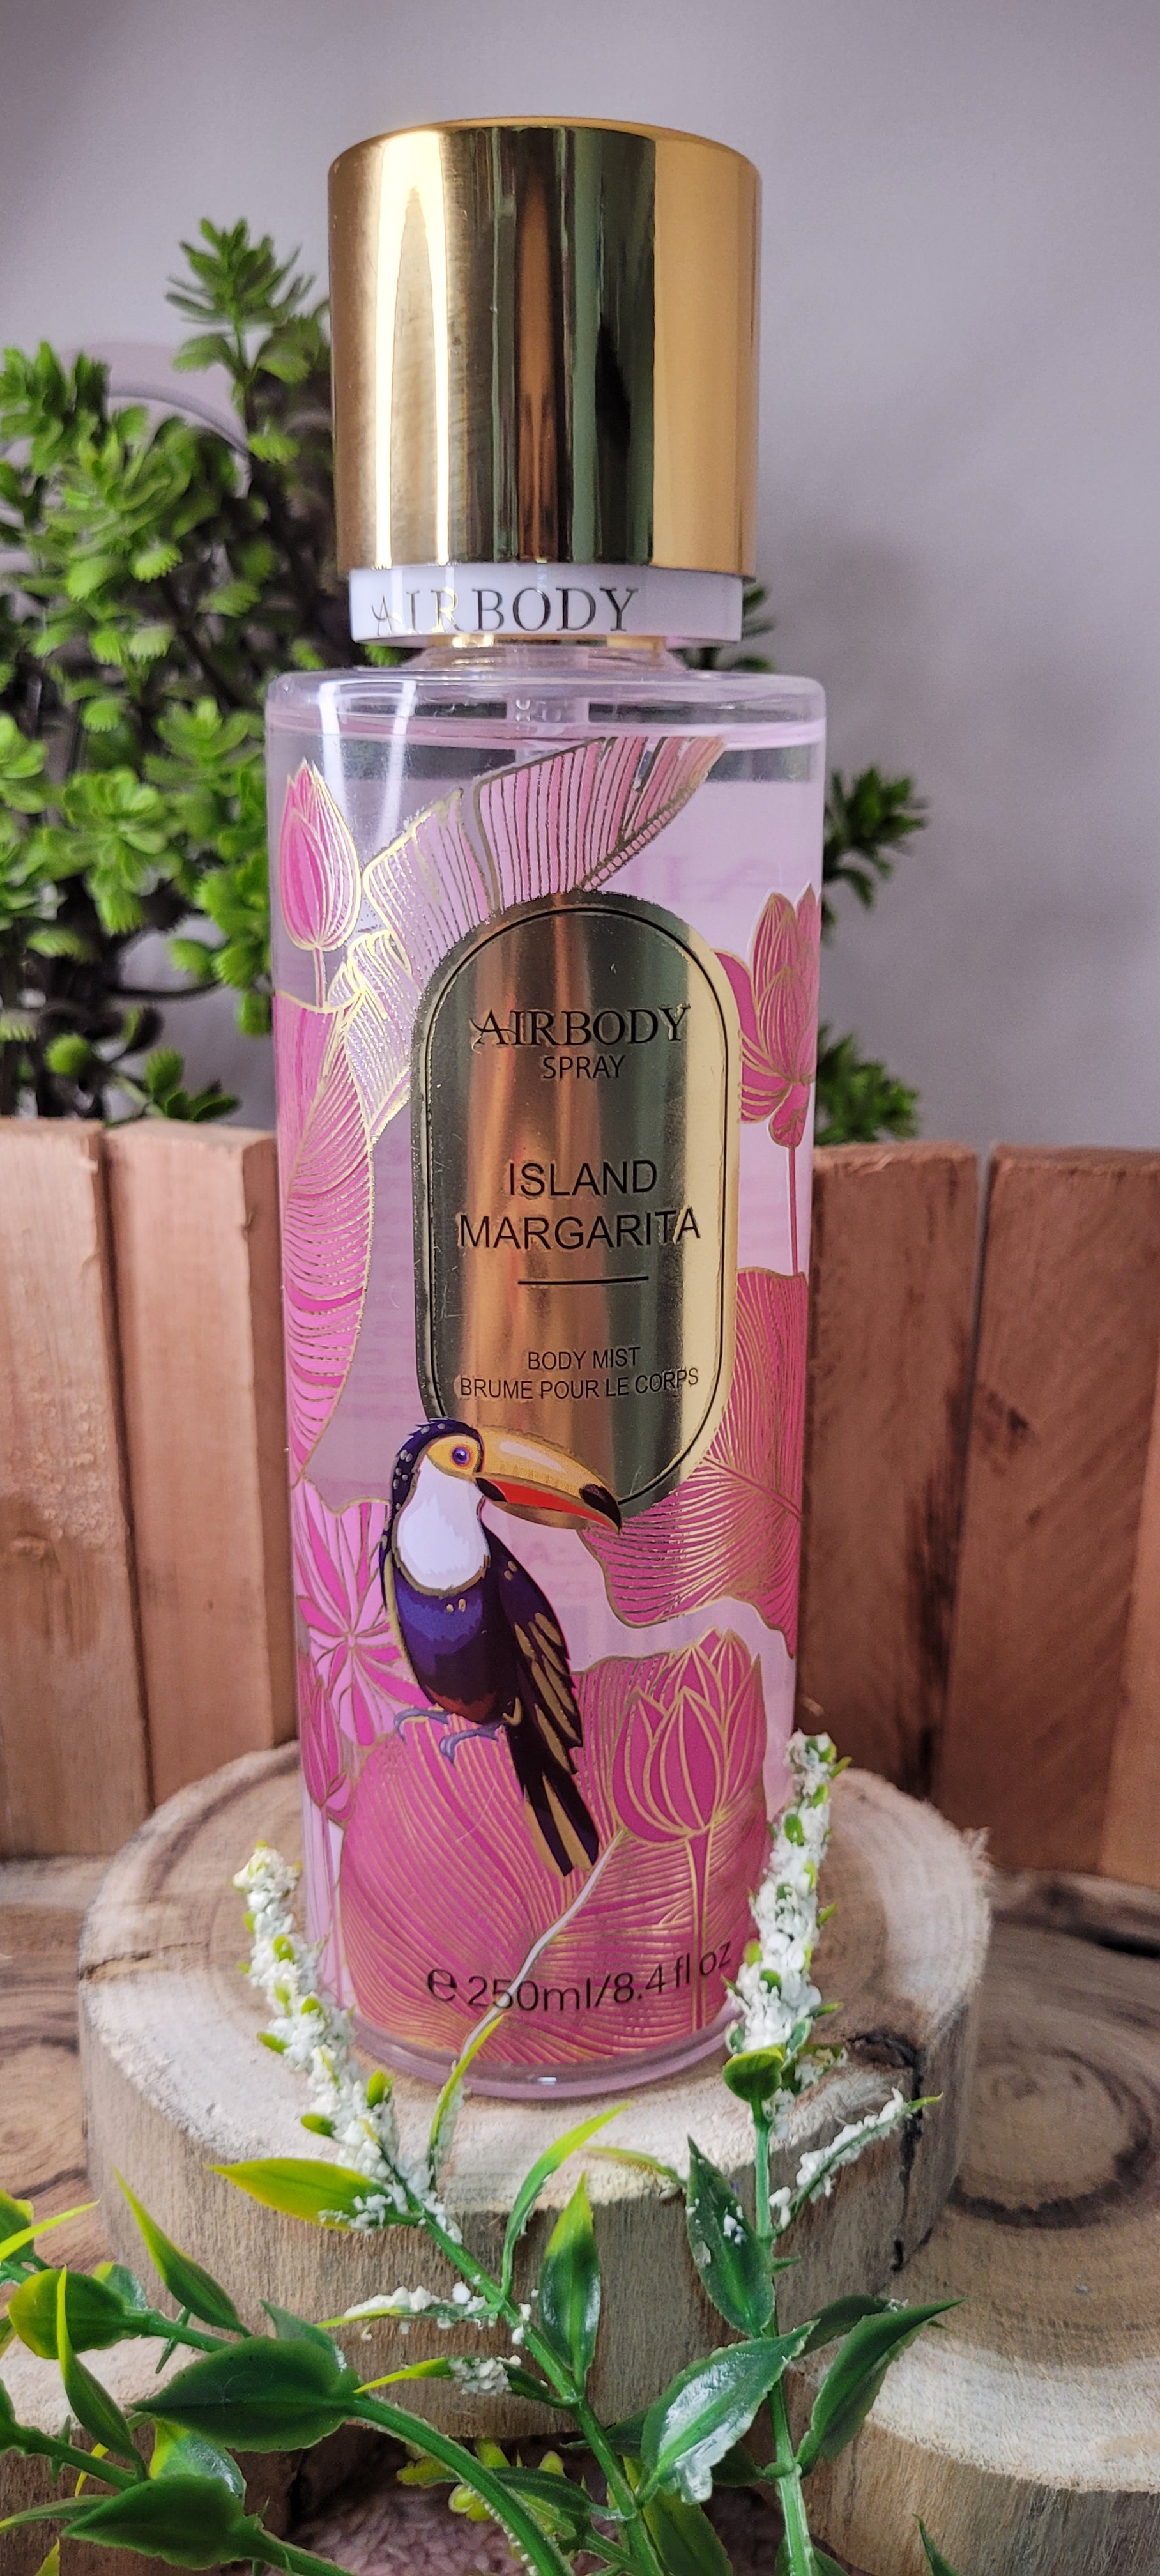 AIRBODY
AIRBODY
SPRAY
ISLAND
MARGARITA
BODY MIST
BRUME POUR LE CORPS
℮ 250ml/8.4 fl oz